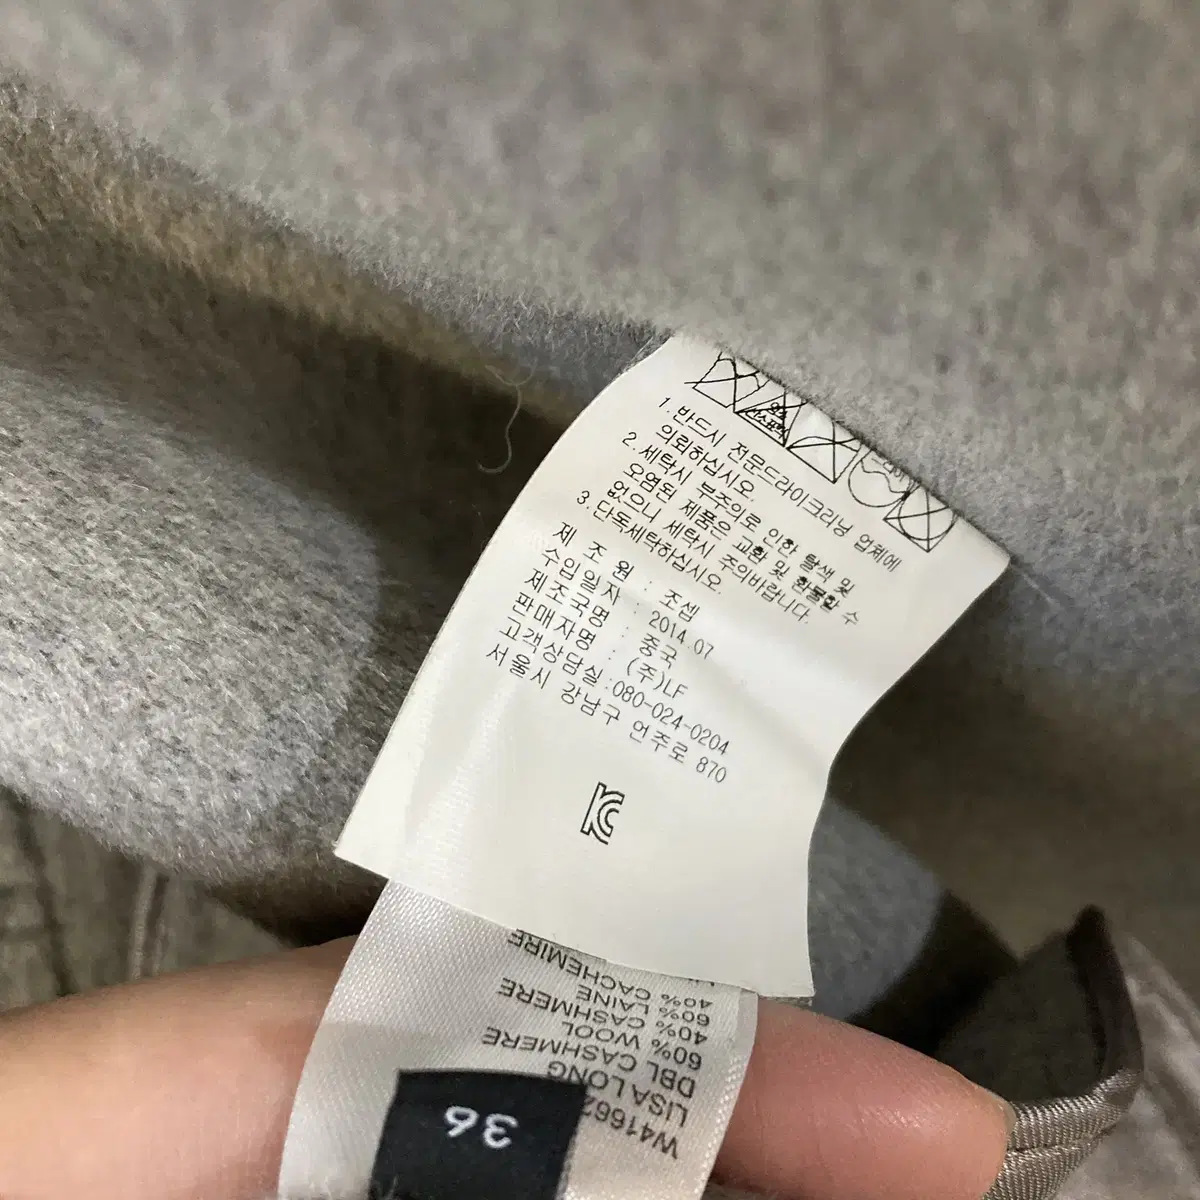 1. 반드시 전문드라이크리닝 업체에
의뢰하십시오.
2. 세탁시 부주의로 인한 탈색 및
오염된 제품은 교환 및 환불할 수
없으니 세탁시 주의바랍니다.
3. 단독세탁하십시오.
제 조 원 : 조셉
수입일자 : 2014.07
제조국명 : 중국
판매자명 : (주)LF
고객상담실:080-024-0204
서울시 강남구 언주로 870
KC
36
W41662
LISA LONG
DBL CASHMERE
60% WOOL
40% CASHMERE
60% LAINE
40% CACHEMIRE